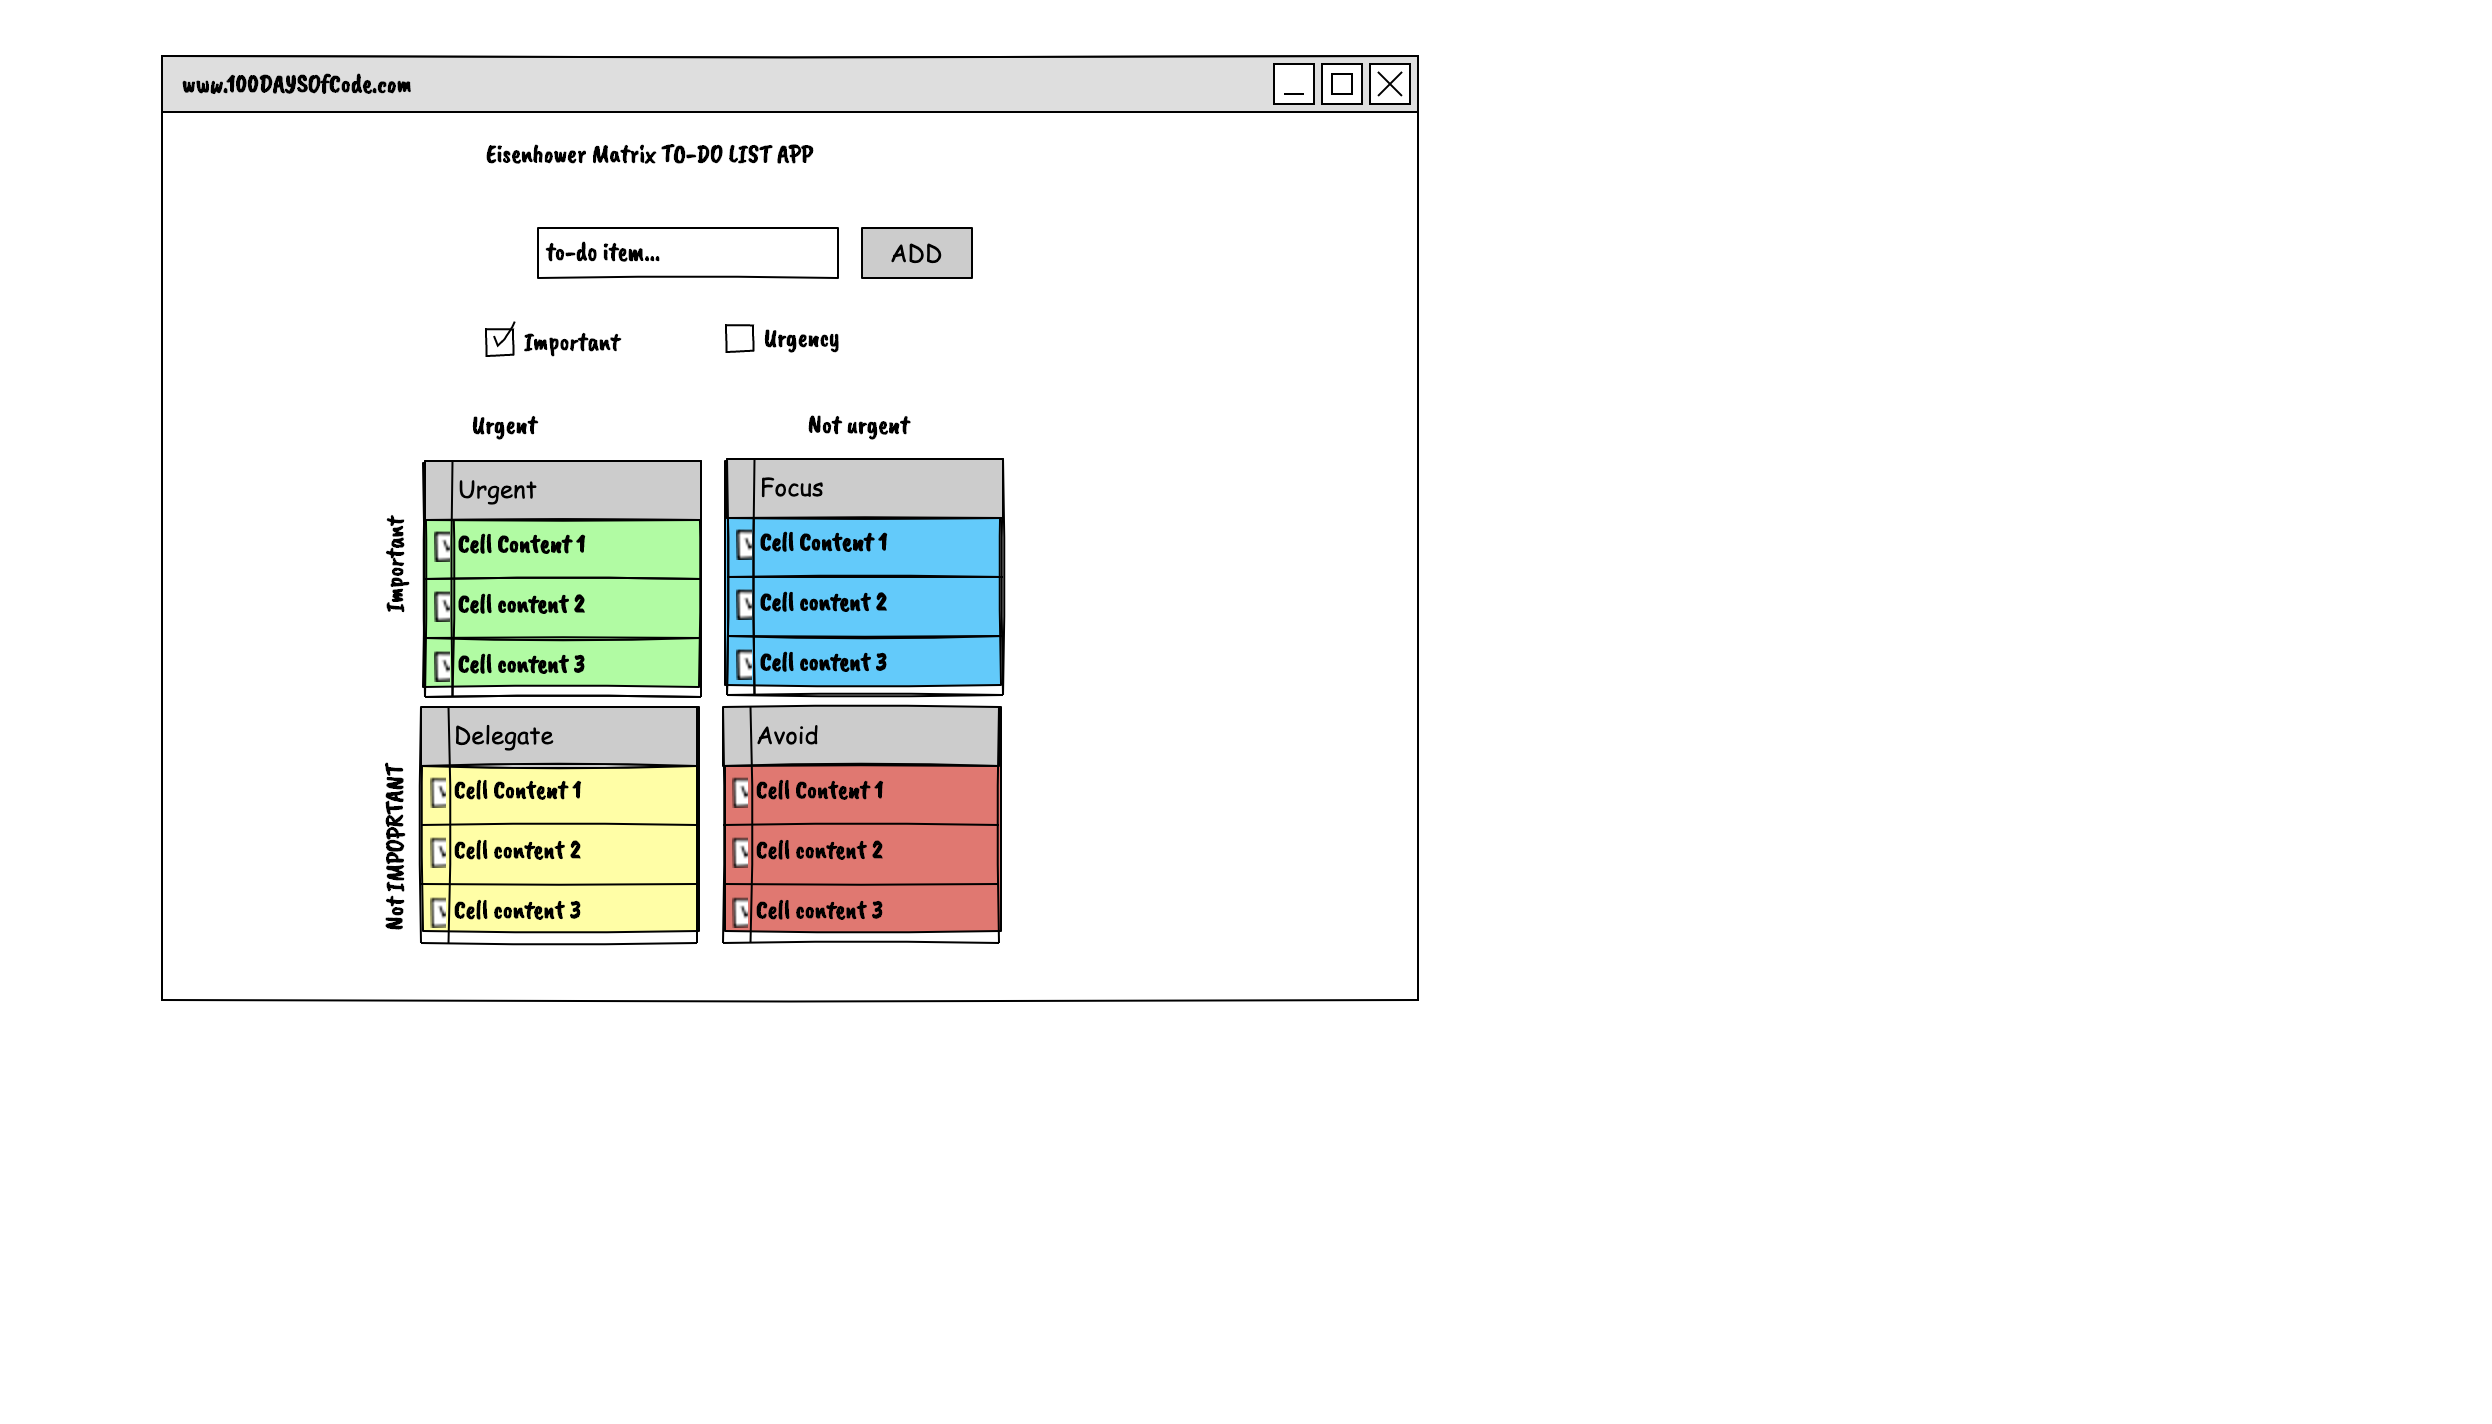 www.100DAYSOfCode.com
Eisenhower Matrix TO-DO LIST APP
to-do item...
ADD
Important
Urgency
Urgent
Not urgent
Important
Urgent
Cell Content 1
Cell content 2
Cell content 3
Focus
Cell Content 1
Cell content 2
Cell content 3
Not IMPOPRTANT
Delegate
Cell Content 1
Cell content 2
Cell content 3
Avoid
Cell Content 1
Cell content 2
Cell content 3